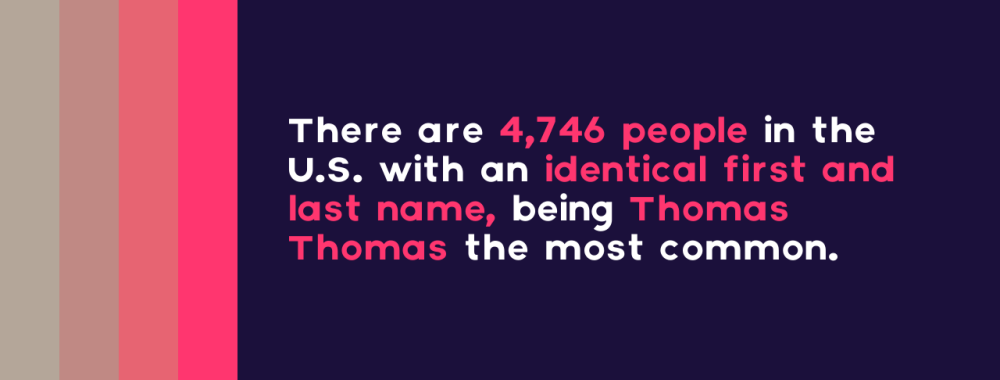 There are 4,746 people in the
U.S. with an identical first and
last name, being Thomas
Thomas the most common.